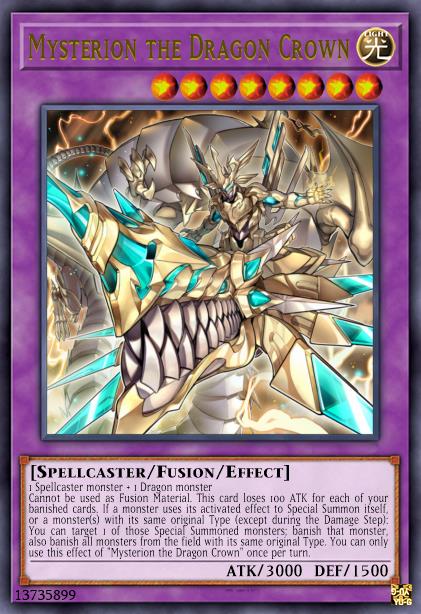 MYSTERION THE DRAGON CROWN
LIGHT
光
[SPELLCASTER/FUSION/EFFECT]
1 Spellcaster monster + 1 Dragon monster
Cannot be used as Fusion Material. This card loses 100 ATK for each of your
banished cards. If a monster uses its activated effect to Special Summon itself,
or a monster(s) with its same original Type (except during the Damage Step):
You can target 1 of those Special Summoned monsters; banish that monster,
also banish all monsters from the field with its same original Type. You can only
use this effect of "Mysterion the Dragon Crown" once per turn.
ATK/3000 DEF/1500
13735899